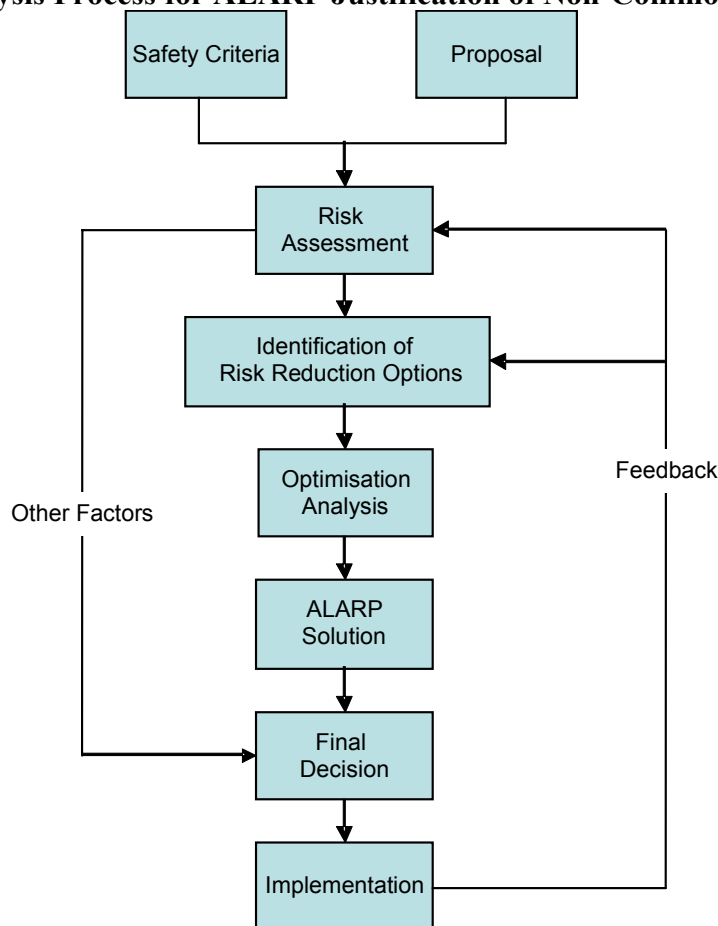 ysis Process for ALARP Justification of Non-Commo
Safety Criteria
Proposal
Risk
Assessment
Identification of
Risk Reduction Options
Optimisation
Analysis
Feedback
Other Factors
ALARP
Solution
Final
Decision
Implementation